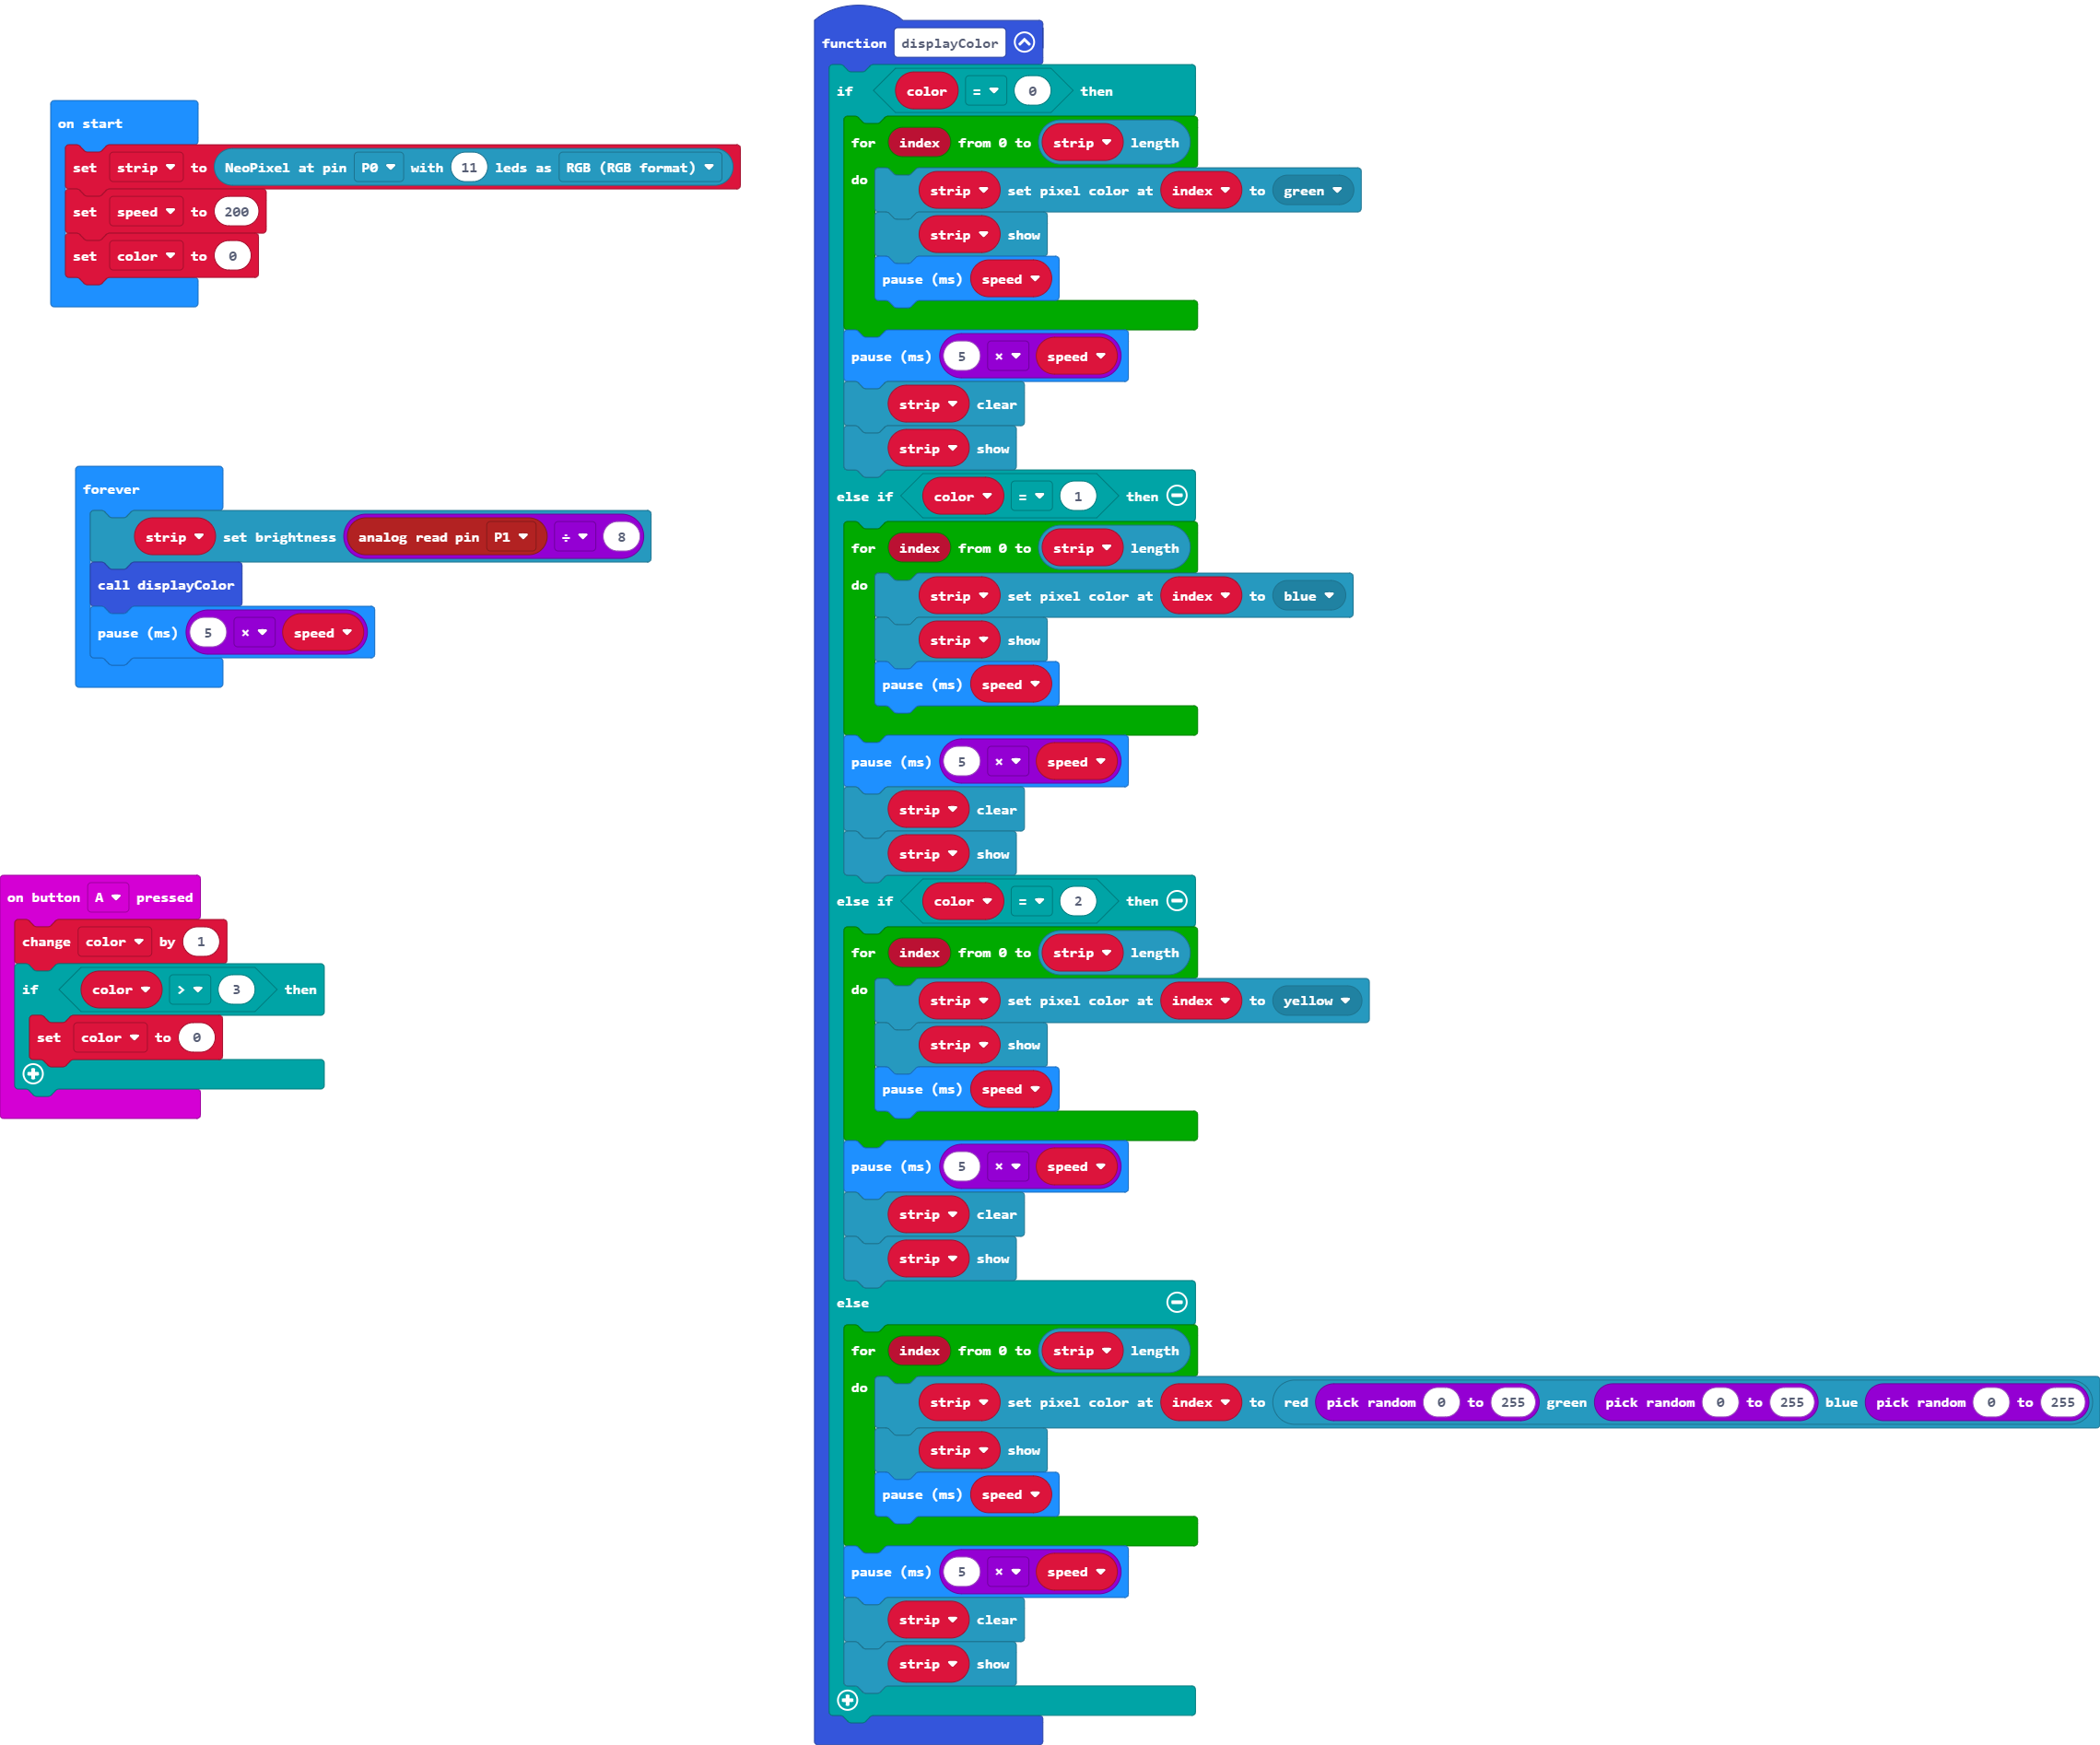 on start
set strip to NeoPixel at pin P0 with 11 leds as RGB (RGB format)
set speed to 200
set color to 0
forever
strip set brightness analog read pin P1 ÷ 8
call displayColor
pause (ms) 5 × speed
on button A pressed
change color by 1
if color > 3 then
set color to 0
function displayColor
if color = 0 then
for index from 0 to strip length
do strip set pixel color at index to green
strip show
pause (ms) speed
pause (ms) 5 × speed
strip clear
strip show
else if color = 1 then
for index from 0 to strip length
do strip set pixel color at index to blue
strip show
pause (ms) speed
pause (ms) 5 × speed
strip clear
strip show
else if color = 2 then
for index from 0 to strip length
do strip set pixel color at index to yellow
strip show
pause (ms) speed
pause (ms) 5 × speed
strip clear
strip show
else
for index from 0 to strip length
do strip set pixel color at index to red pick random 0 to 255 green pick random 0 to 255 blue pick random 0 to 255
strip show
pause (ms) speed
pause (ms) 5 × speed
strip clear
strip show